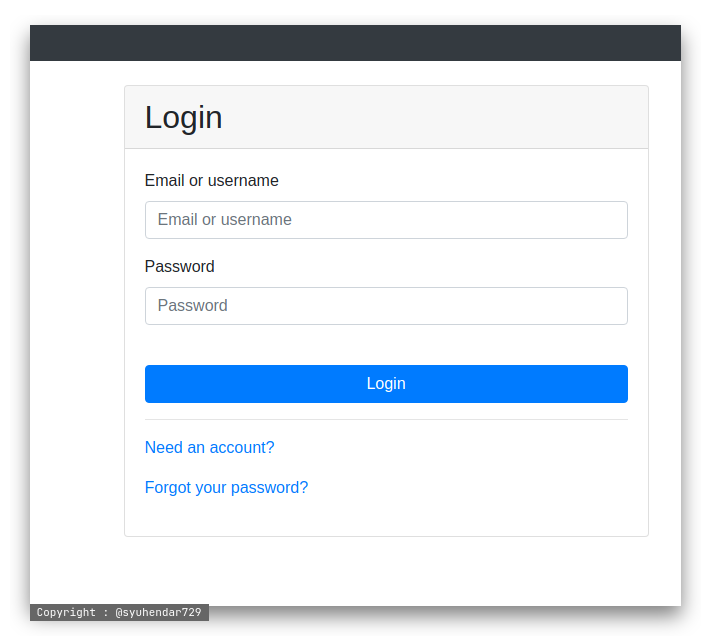 Login
Email or username
Email or username
Password
Password
Login
Need an account?
Forgot your password?
Copyright : @syuhendar729